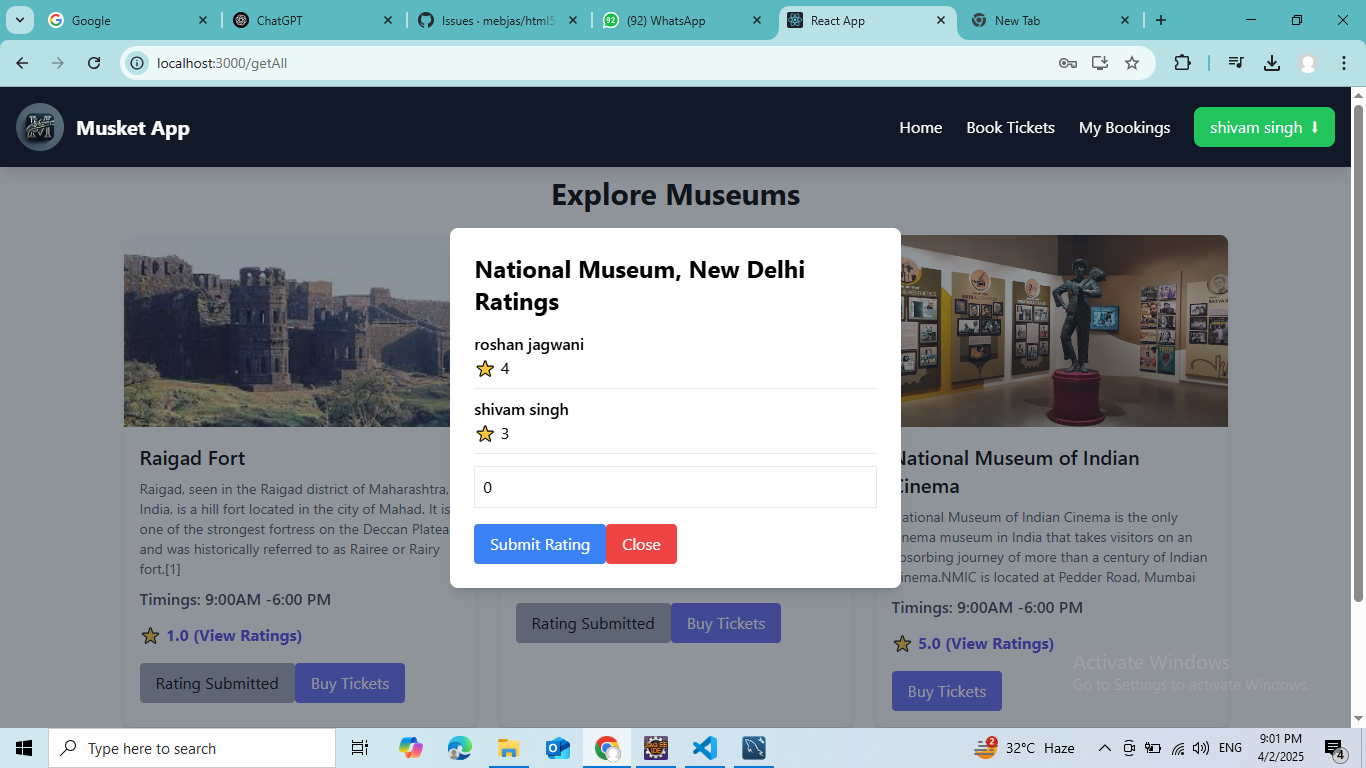 Google
ChatGPT
Issues · mebjas/html5
(92) WhatsApp
React App
New Tab
localhost:3000/getAll
Musket App
Home
Book Tickets
My Bookings
shivam singh
Explore Museums
National Museum, New Delhi
Ratings
roshan jagwani
4
shivam singh
3
0
Submit Rating
Close
Raigad Fort
Raigad, seen in the Raigad district of Maharashtra,
India, is a hill fort located in the city of Mahad. It is
one of the strongest fortress on the Deccan Platea
and was historically referred to as Rairee or Rairy
fort.[1]
Timings: 9:00AM -6:00 PM
1.0 (View Ratings)
Rating Submitted
Buy Tickets
Rating Submitted
Buy Tickets
National Museum of Indian
Cinema
National Museum of Indian Cinema is the only
cinema museum in India that takes visitors on an
absorbing journey of more than a century of Indian
Cinema.NMIC is located at Pedder Road, Mumbai
Timings: 9:00AM -6:00 PM
5.0 (View Ratings)
Buy Tickets
Activate Windows
Go to Settings to activate Windows.
Type here to search
2
32°C Haze
ENG
9:01 PM
4/2/2025
4